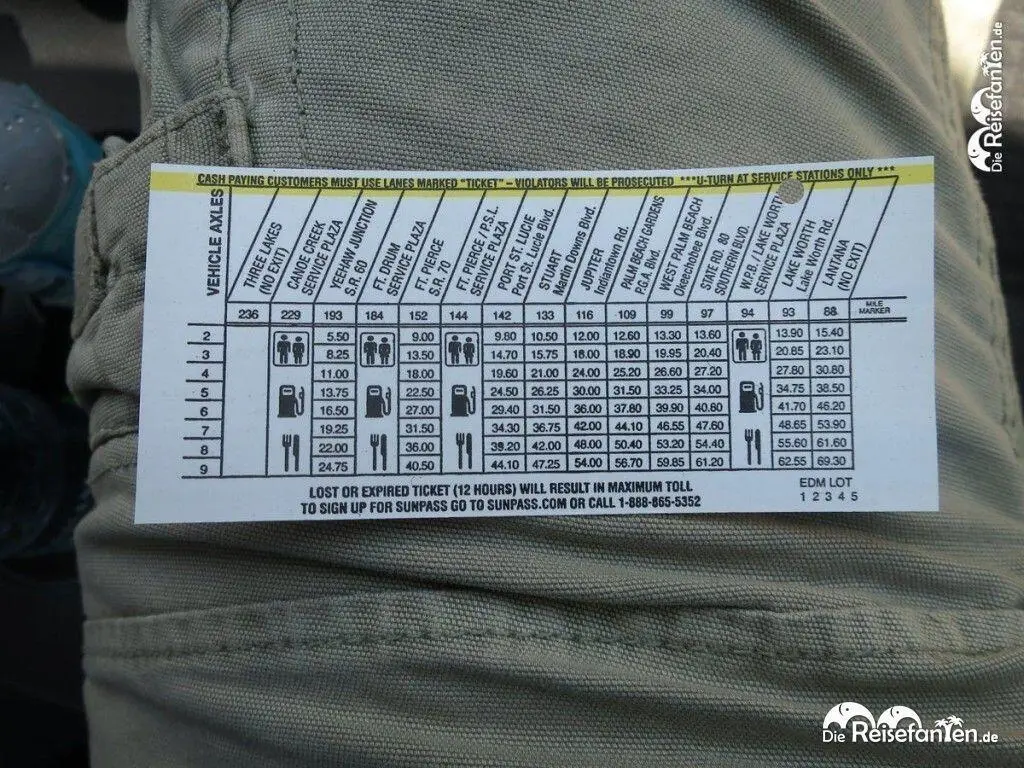 CASH PAYING CUSTOMERS MUST USE LANES MARKED "TICKET" – VIOLATORS WILL BE PROSECUTED ***U-TURN AT SERVICE STATIONS ONLY ***
VEHICLE AXLES
THREE LAKES (NO EXIT)
CANOE CREEK SERVICE PLAZA
YEEHAW JUNCTION S.R. 60
FT. DRUM SERVICE PLAZA
FT. PIERCE S.R. 70
FT. PIERCE / P.S.L. SERVICE PLAZA
PORT ST. LUCIE Port St. Lucie Blvd.
STUART Martin Downs Blvd.
JUPITER Indiantown Rd.
PALM BEACH GARDENS P.G.A. Blvd.
WEST PALM BEACH Okeechobee Blvd.
STATE RD. 80 SOUTHERN BLVD.
W.P.B. / LAKE WORTH SERVICE PLAZA
LAKE WORTH Lake Worth Rd.
LANTANA (NO EXIT)
236 229 193 184 152 144 142 133 116 109 99 97 94 93 88 MILE MARKER
2 5.50 9.00 9.80 10.50 12.00 12.60 13.30 13.60 13.90 15.40
3 8.25 13.50 14.70 15.75 18.00 18.90 19.95 20.40 20.85 23.10
4 11.00 18.00 19.60 21.00 24.00 25.20 26.60 27.20 27.80 30.80
5 13.75 22.50 24.50 26.25 30.00 31.50 33.25 34.00 34.75 38.50
6 16.50 27.00 29.40 31.50 36.00 37.80 39.90 40.80 41.70 46.20
7 19.25 31.50 34.30 36.75 42.00 44.10 46.55 47.60 48.65 53.90
8 22.00 36.00 39.20 42.00 48.00 50.40 53.20 54.40 55.60 61.60
9 24.75 40.50 44.10 47.25 54.00 56.70 59.85 61.20 62.55 69.30
LOST OR EXPIRED TICKET (12 HOURS) WILL RESULT IN MAXIMUM TOLL
TO SIGN UP FOR SUNPASS GO TO SUNPASS.COM OR CALL 1-888-865-5352
EDM LOT
1 2 3 4 5
Die Reisefanten.de
Die Reisefanten.de